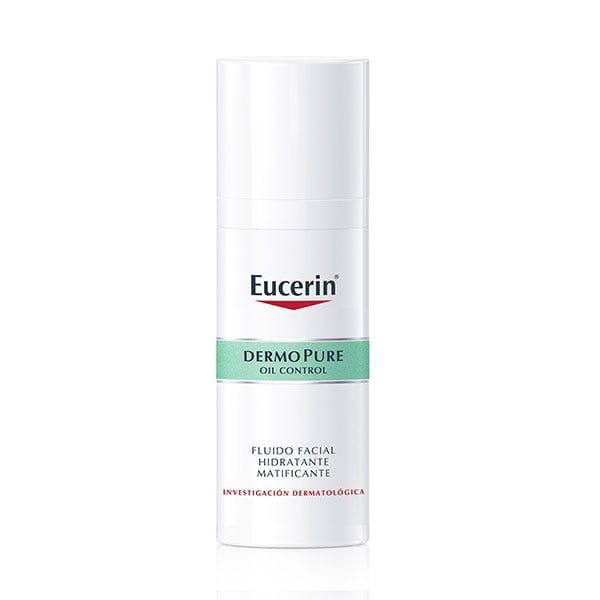 Eucerin®
DERMOPURE
OIL CONTROL
FLUIDO FACIAL
HIDRATANTE
MATIFICANTE
INVESTIGACIÓN DERMATOLÓGICA